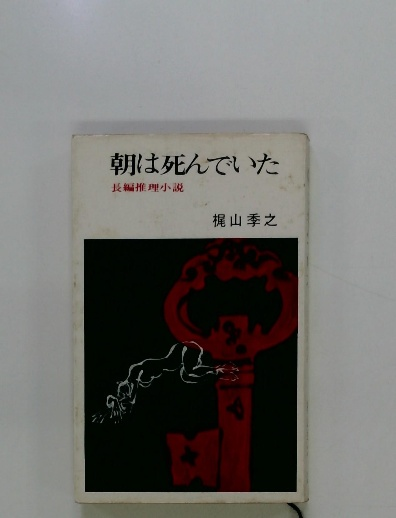 朝は死んでいた
長編推理小説
梶山季之